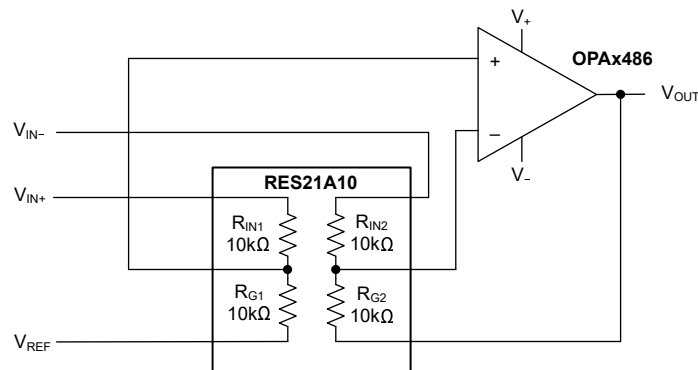 V+
OPAx486
+
VOUT
VIN−
−
V−
RES21A10
VIN+
RIN1
10kΩ
RIN2
10kΩ
RG1
10kΩ
RG2
10kΩ
VREF